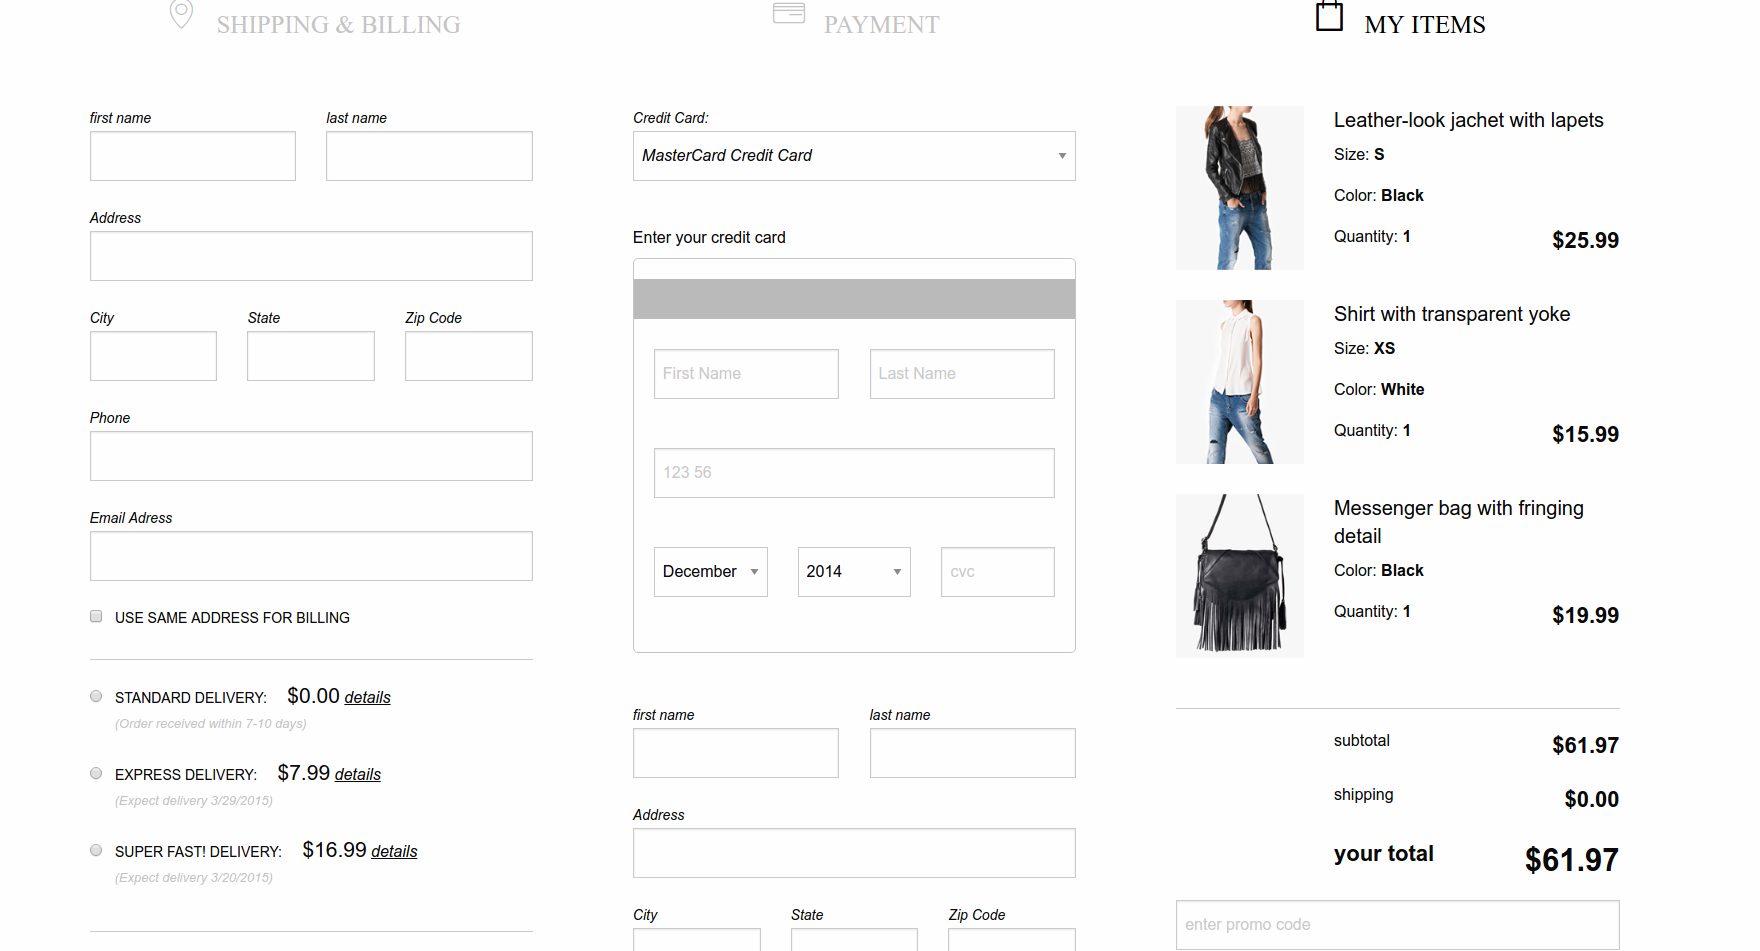 SHIPPING & BILLING
PAYMENT
MY ITEMS
first name
last name
Address
City
State
Zip Code
Phone
Email Adress
USE SAME ADDRESS FOR BILLING
STANDARD DELIVERY: $0.00 details
(Order received within 7-10 days)
EXPRESS DELIVERY: $7.99 details
(Expect delivery 3/29/2015)
SUPER FAST! DELIVERY: $16.99 details
(Expect delivery 3/20/2015)
Credit Card:
MasterCard Credit Card
Enter your credit card
First Name
Last Name
123 56
December
2014
cvc
first name
last name
Address
City
State
Zip Code
Leather-look jachet with lapets
Size: S
Color: Black
Quantity: 1
$25.99
Shirt with transparent yoke
Size: XS
Color: White
Quantity: 1
$15.99
Messenger bag with fringing
detail
Color: Black
Quantity: 1
$19.99
subtotal
$61.97
shipping
$0.00
your total
$61.97
enter promo code